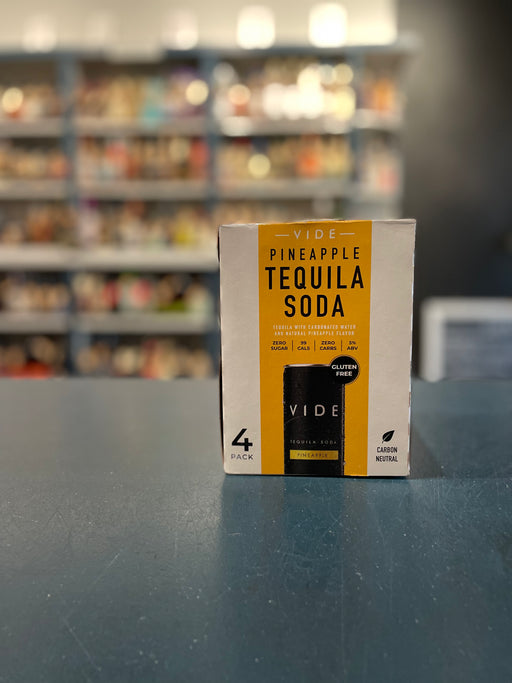 VIDE
PINEAPPLE
TEQUILA
SODA
TEQUILA WITH CARBONATED WATER
AND NATURAL PINEAPPLE FLAVOR
ZERO SUGAR | 99 CALS | ZERO CARBS | 5% ABV
GLUTEN
FREE
VIDE
TEQUILA SODA
PINEAPPLE
4
PACK
CARBON
NEUTRAL